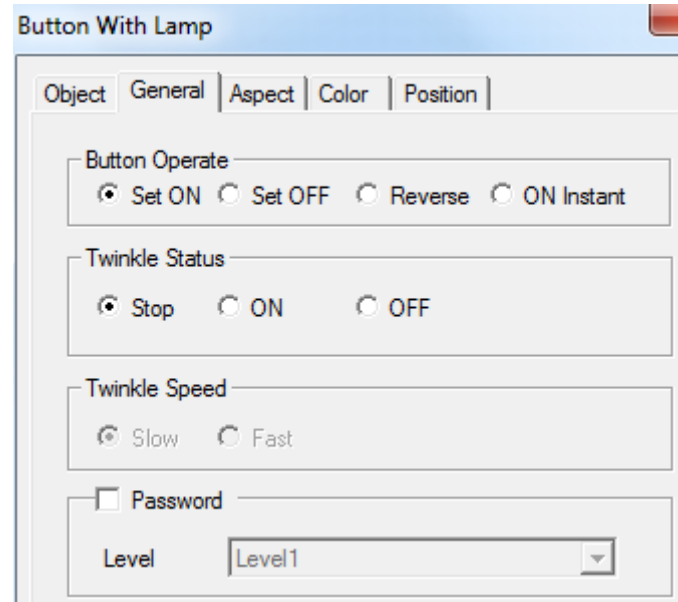 Button With Lamp
Object General Aspect Color Position
Button Operate
Set ON Set OFF Reverse ON Instant
Twinkle Status
Stop ON OFF
Twinkle Speed
Slow Fast
Password
Level Level1